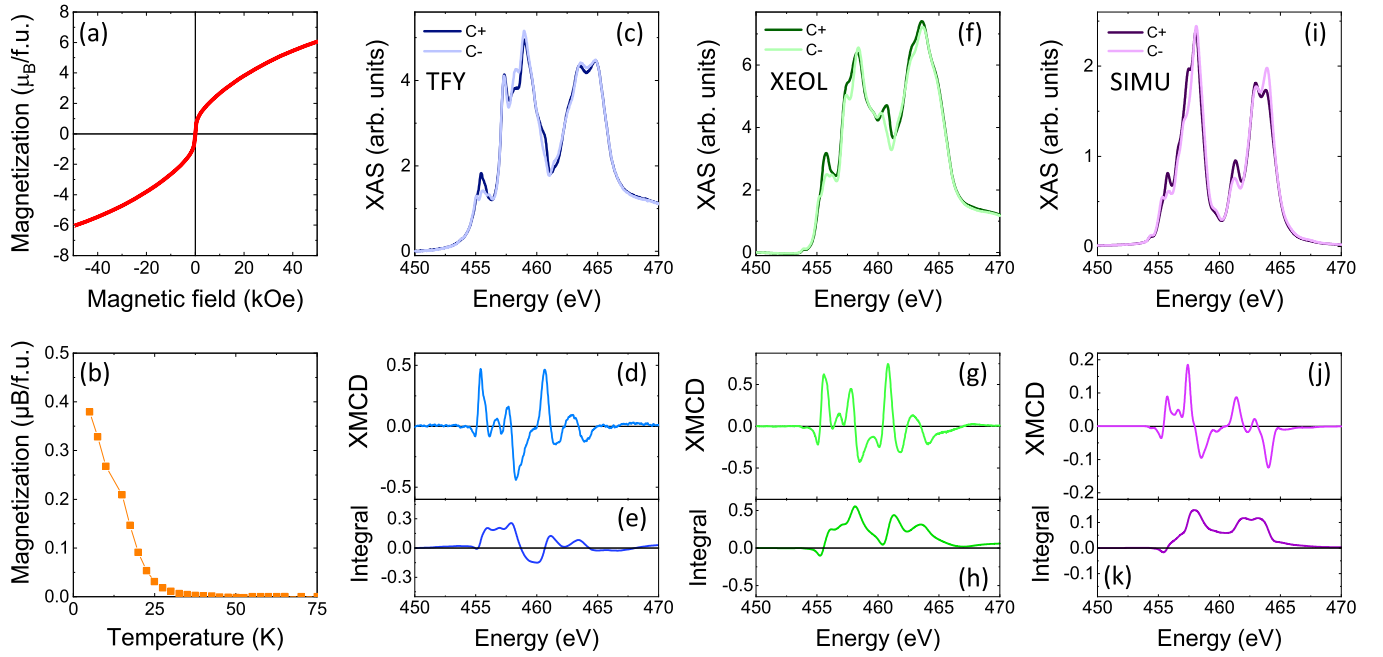 (a)
Magnetization (μB/f.u.)
8
6
4
2
0
-2
-4
-6
-8
-40 -20 0 20 40
Magnetic field (kOe)
(c)
C+
C-
TFY
XAS (arb. units)
4
2
0
450 455 460 465 470
Energy (eV)
(f)
C+
C-
XEOL
XAS (arb. units)
6
4
2
0
450 455 460 465 470
Energy (eV)
(i)
C+
C-
SIMU
XAS (arb. units)
2
1
0
450 455 460 465 470
Energy (eV)
(b)
Magnetization (μB/f.u.)
0.5
0.4
0.3
0.2
0.1
0.0
0 25 50 75
Temperature (K)
(d)
XMCD
0.5
0.0
-0.5
(e)
Integral
0.3
0.0
-0.3
450 455 460 465 470
Energy (eV)
(g)
XMCD
0.5
0.0
-0.5
(h)
Integral
0.5
0.0
-0.5
450 455 460 465 470
Energy (eV)
(j)
XMCD
0.2
0.1
0.0
-0.1
-0.2
(k)
Integral
0.1
0.0
-0.1
450 455 460 465 470
Energy (eV)